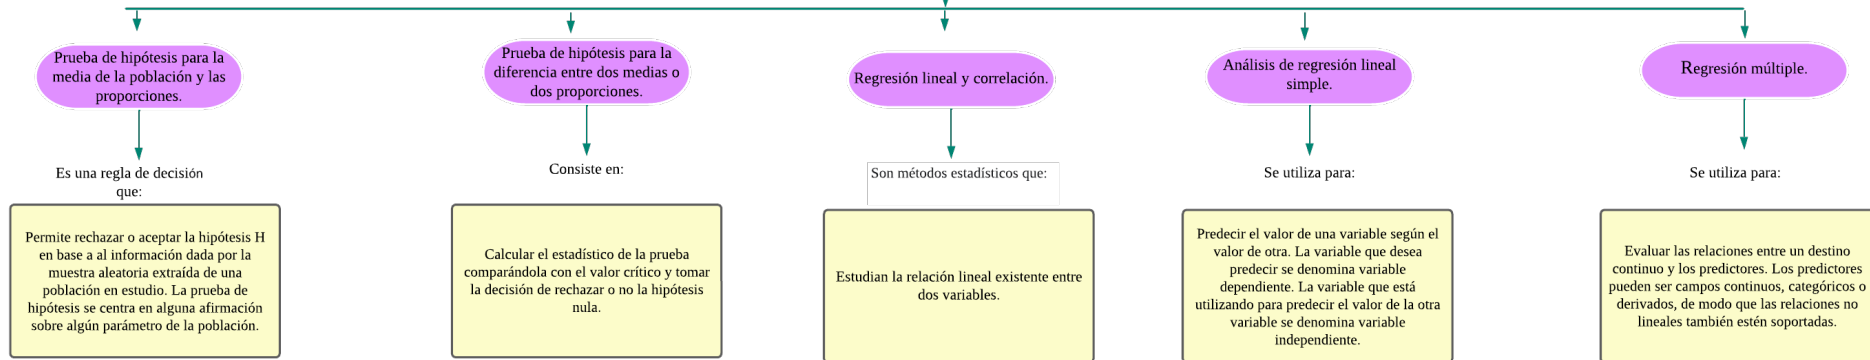 Prueba de hipótesis para la
media de la población y las
proporciones.
Es una regla de decisión
que:
Permite rechazar o aceptar la hipótesis H
en base a al información dada por la
muestra aleatoria extraída de una
población en estudio. La prueba de
hipótesis se centra en alguna afirmación
sobre algún parámetro de la población.
Prueba de hipótesis para la
diferencia entre dos medias o
dos proporciones.
Consiste en:
Calcular el estadístico de la prueba
comparándola con el valor crítico y tomar
la decisión de rechazar o no la hipótesis
nula.
Regresión lineal y correlación.
Son métodos estadísticos que:
Estudian la relación lineal existente entre
dos variables.
Análisis de regresión lineal
simple.
Se utiliza para:
Predecir el valor de una variable según el
valor de otra. La variable que desea
predecir se denomina variable
dependiente. La variable que está
utilizando para predecir el valor de la otra
variable se denomina variable
independiente.
Regresión múltiple.
Se utiliza para:
Evaluar las relaciones entre un destino
continuo y los predictores. Los predictores
pueden ser campos continuos, categóricos o
derivados, de modo que las relaciones no
lineales también estén soportadas.